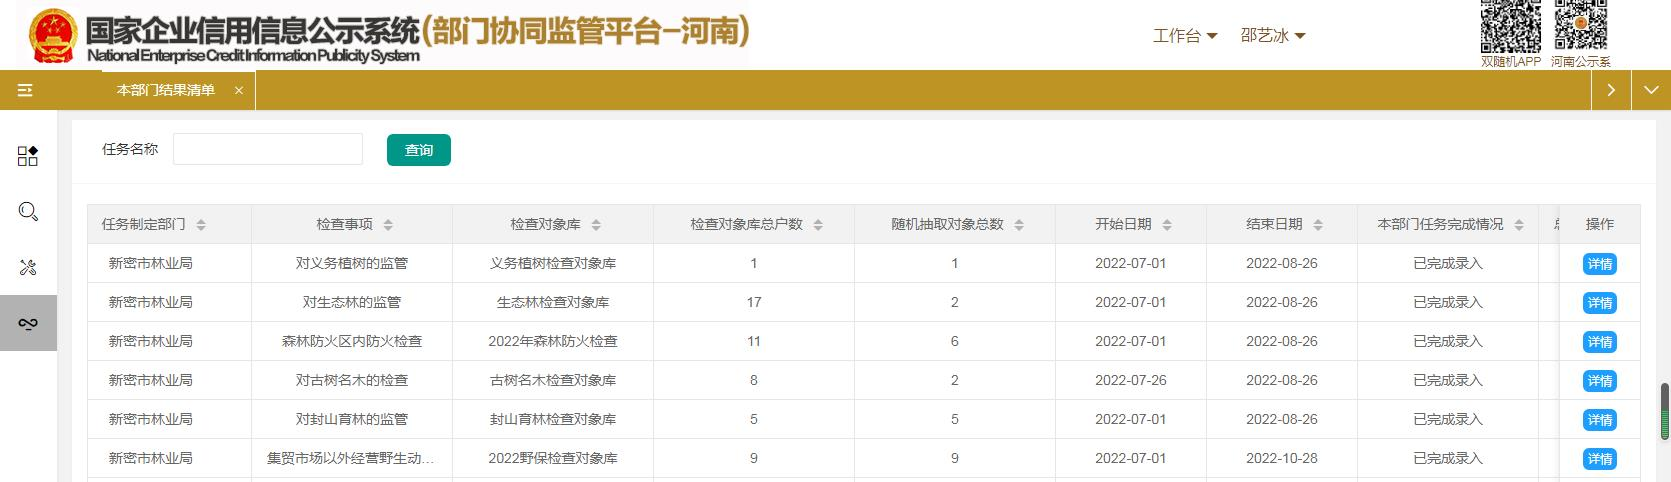 国家企业信用信息公示系统(部门协同监管平台—河南)
National Enterprise Credit Information Publicity System
工作台 邵艺冰
双随机APP 河南公示系
本部门结果清单 ×
任务名称 查询
任务制定部门 检查事项 检查对象库 检查对象库总户数 随机抽取对象总数 开始日期 结束日期 本部门任务完成情况 操作
新密市林业局 对义务植树的监管 义务植树检查对象库 1 1 2022-07-01 2022-08-26 已完成录入 详情
新密市林业局 对生态林的监管 生态林检查对象库 17 2 2022-07-01 2022-08-26 已完成录入 详情
新密市林业局 森林防火区内防火检查 2022年森林防火检查 11 6 2022-07-01 2022-08-26 已完成录入 详情
新密市林业局 对古树名木的检查 古树名木检查对象库 8 2 2022-07-26 2022-08-26 已完成录入 详情
新密市林业局 对封山育林的监管 封山育林检查对象库 5 5 2022-07-01 2022-08-26 已完成录入 详情
新密市林业局 集贸市场以外经营野生动... 2022野保检查对象库 9 9 2022-07-01 2022-10-28 已完成录入 详情